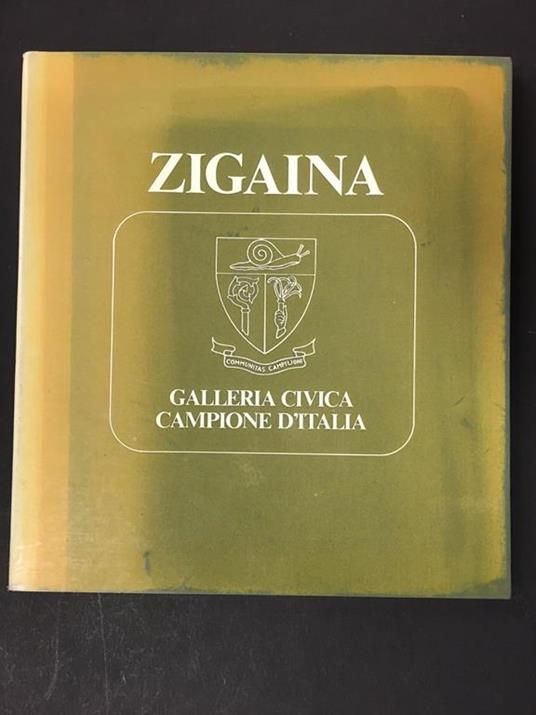 ZIGAINA
COMMUNITAS CAMPILIONI
GALLERIA CIVICA
CAMPIONE D'ITALIA